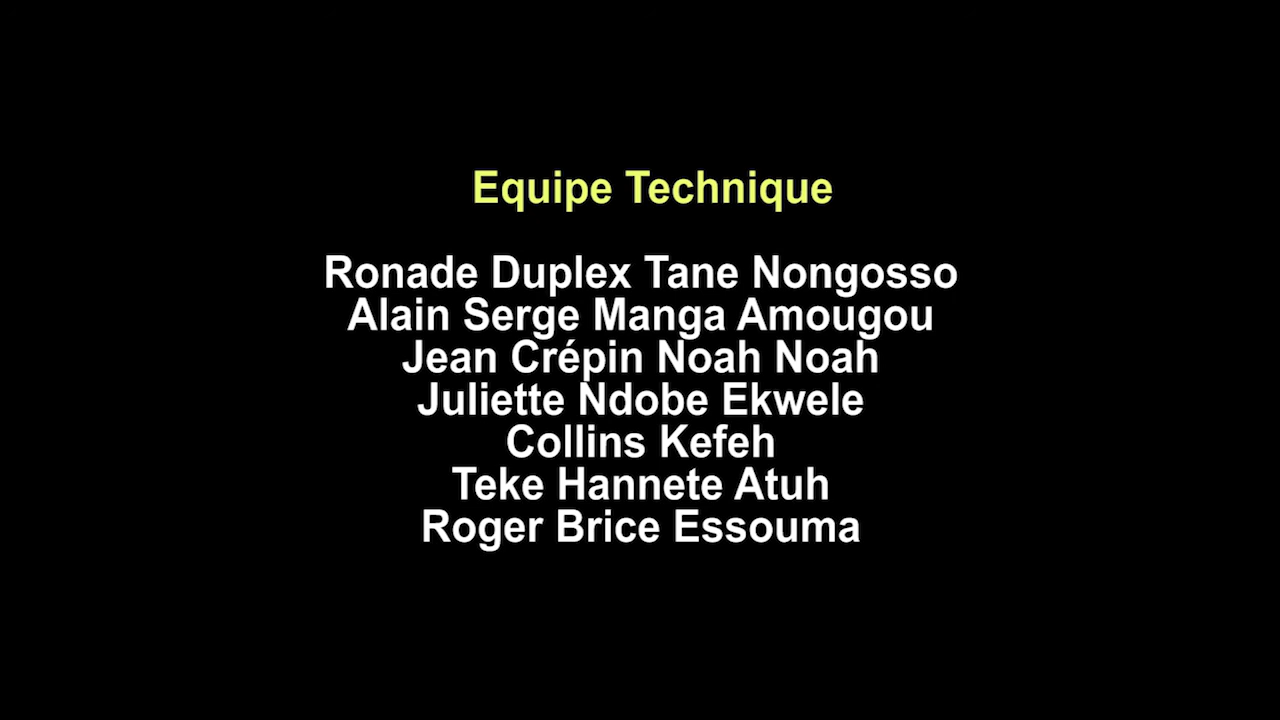 Equipe Technique
Ronade Duplex Tane Nongosso
Alain Serge Manga Amougou
Jean Crépin Noah Noah
Juliette Ndobe Ekwele
Collins Kefeh
Teke Hannete Atuh
Roger Brice Essouma